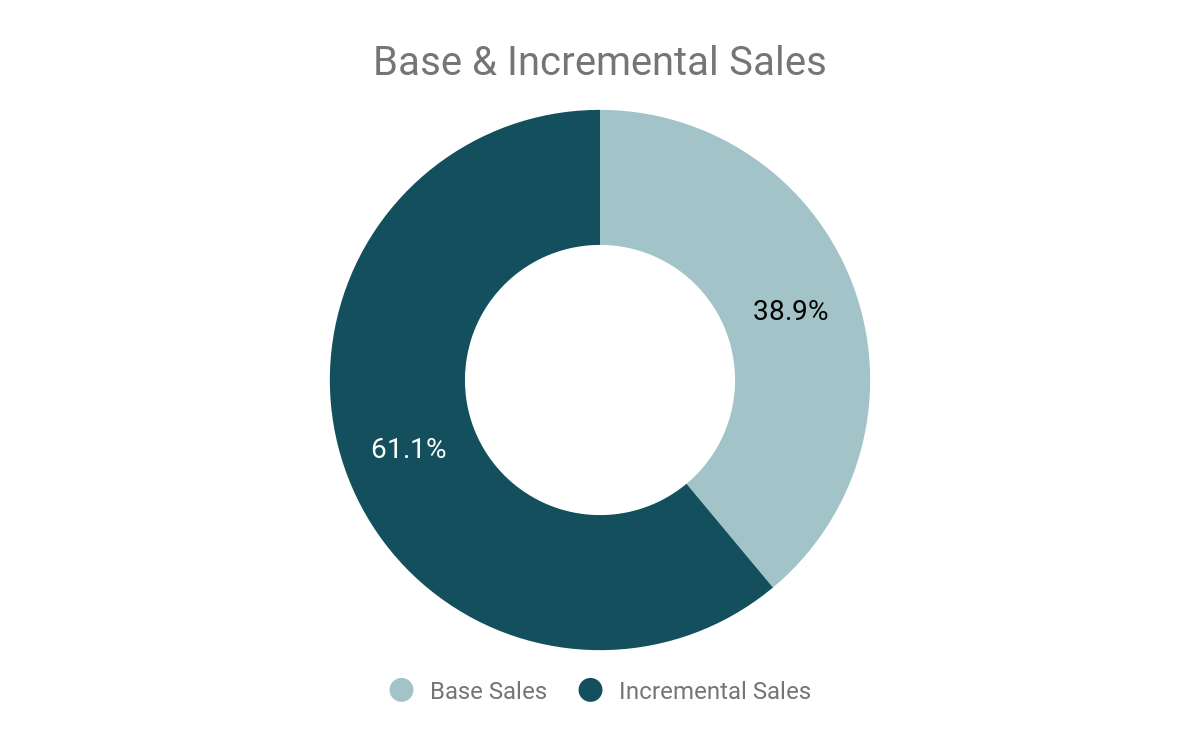 Base & Incremental Sales
38.9%
61.1%
Base Sales
Incremental Sales